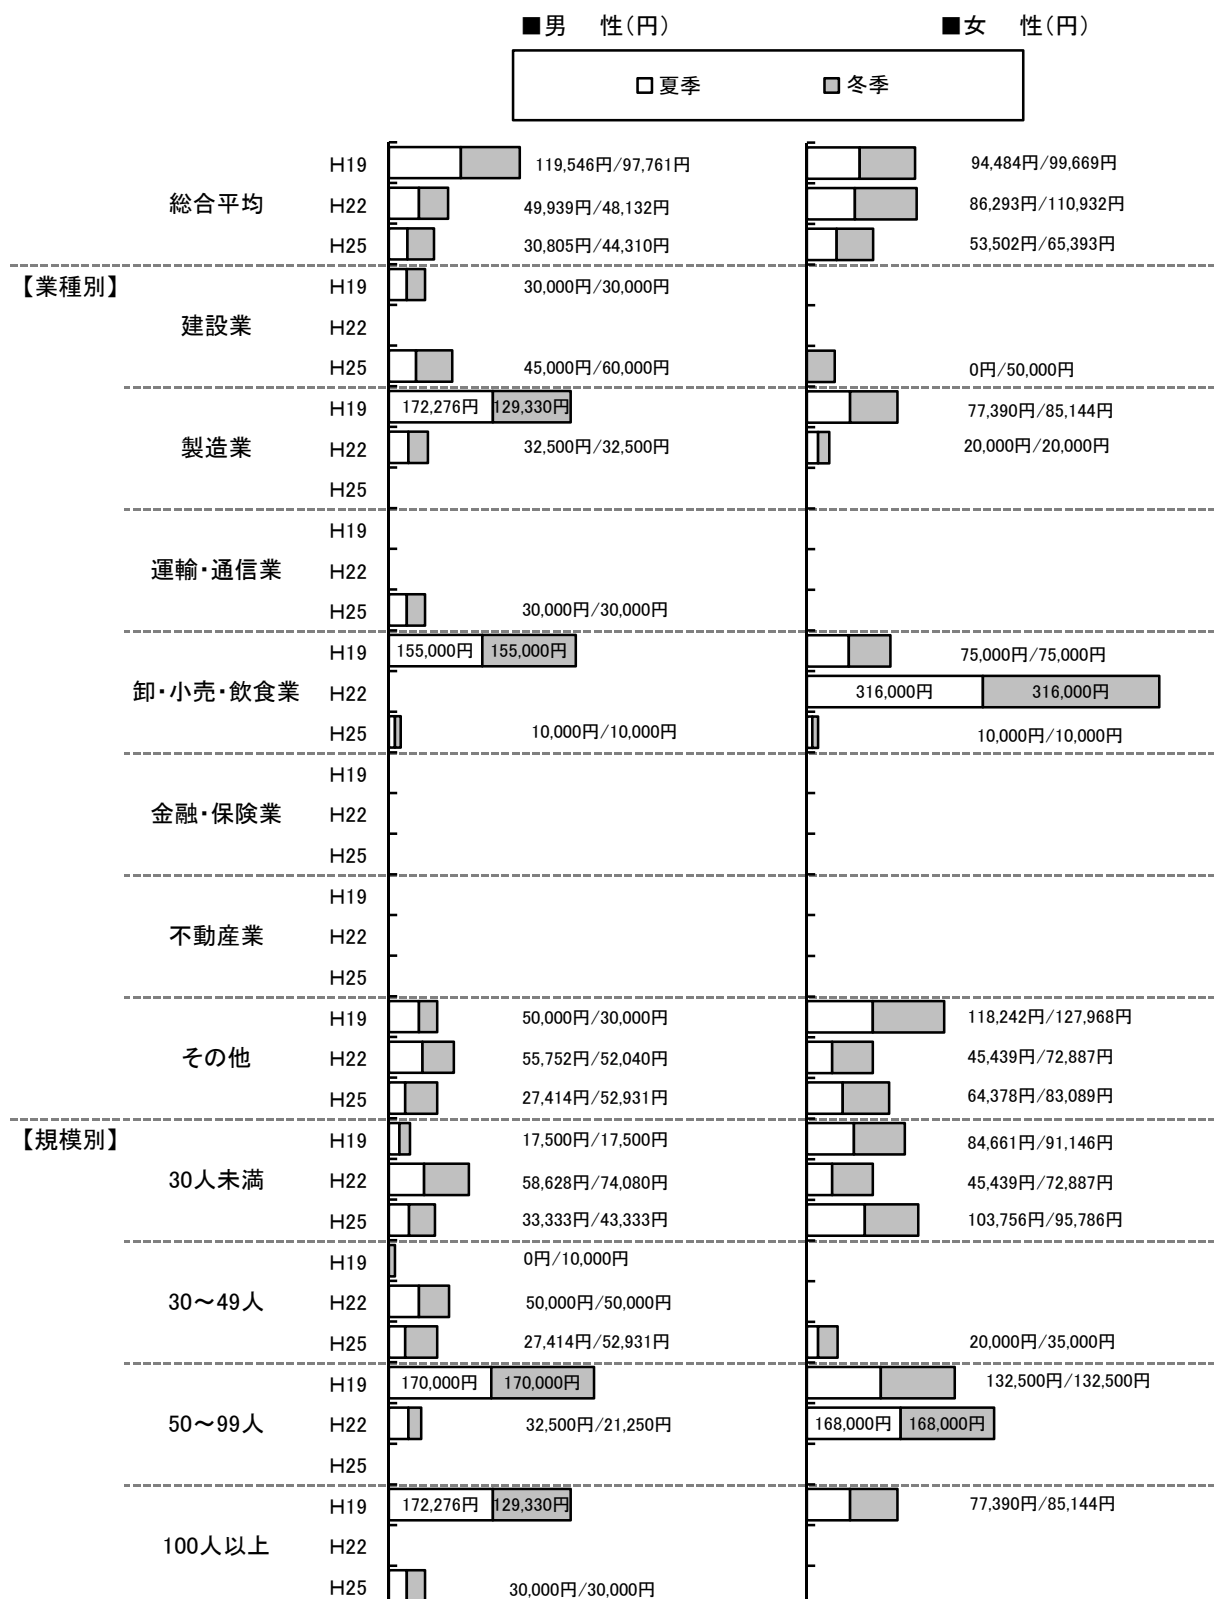 ■男　性(円)　■女　性(円)
□夏季　■冬季
H19 119,546円/97,761円 94,484円/99,669円
総合平均 H22 49,939円/48,132円 86,293円/110,932円
H25 30,805円/44,310円 53,502円/65,393円
【業種別】 H19 30,000円/30,000円
建設業 H22
H25 45,000円/60,000円 0円/50,000円
H19 172,276円 129,330円 77,390円/85,144円
製造業 H22 32,500円/32,500円 20,000円/20,000円
H25
H19
運輸・通信業 H22
H25 30,000円/30,000円
H19 155,000円 155,000円 75,000円/75,000円
卸・小売・飲食業 H22 316,000円 316,000円
H25 10,000円/10,000円 10,000円/10,000円
H19
金融・保険業 H22
H25
H19
不動産業 H22
H25
H19 50,000円/30,000円 118,242円/127,968円
その他 H22 55,752円/52,040円 45,439円/72,887円
H25 27,414円/52,931円 64,378円/83,089円
【規模別】 H19 17,500円/17,500円 84,661円/91,146円
30人未満 H22 58,628円/74,080円 45,439円/72,887円
H25 33,333円/43,333円 103,756円/95,786円
H19 0円/10,000円
30～49人 H22 50,000円/50,000円
H25 27,414円/52,931円 20,000円/35,000円
H19 170,000円 170,000円 132,500円/132,500円
50～99人 H22 32,500円/21,250円 168,000円 168,000円
H25
H19 172,276円 129,330円 77,390円/85,144円
100人以上 H22
H25 30,000円/30,000円